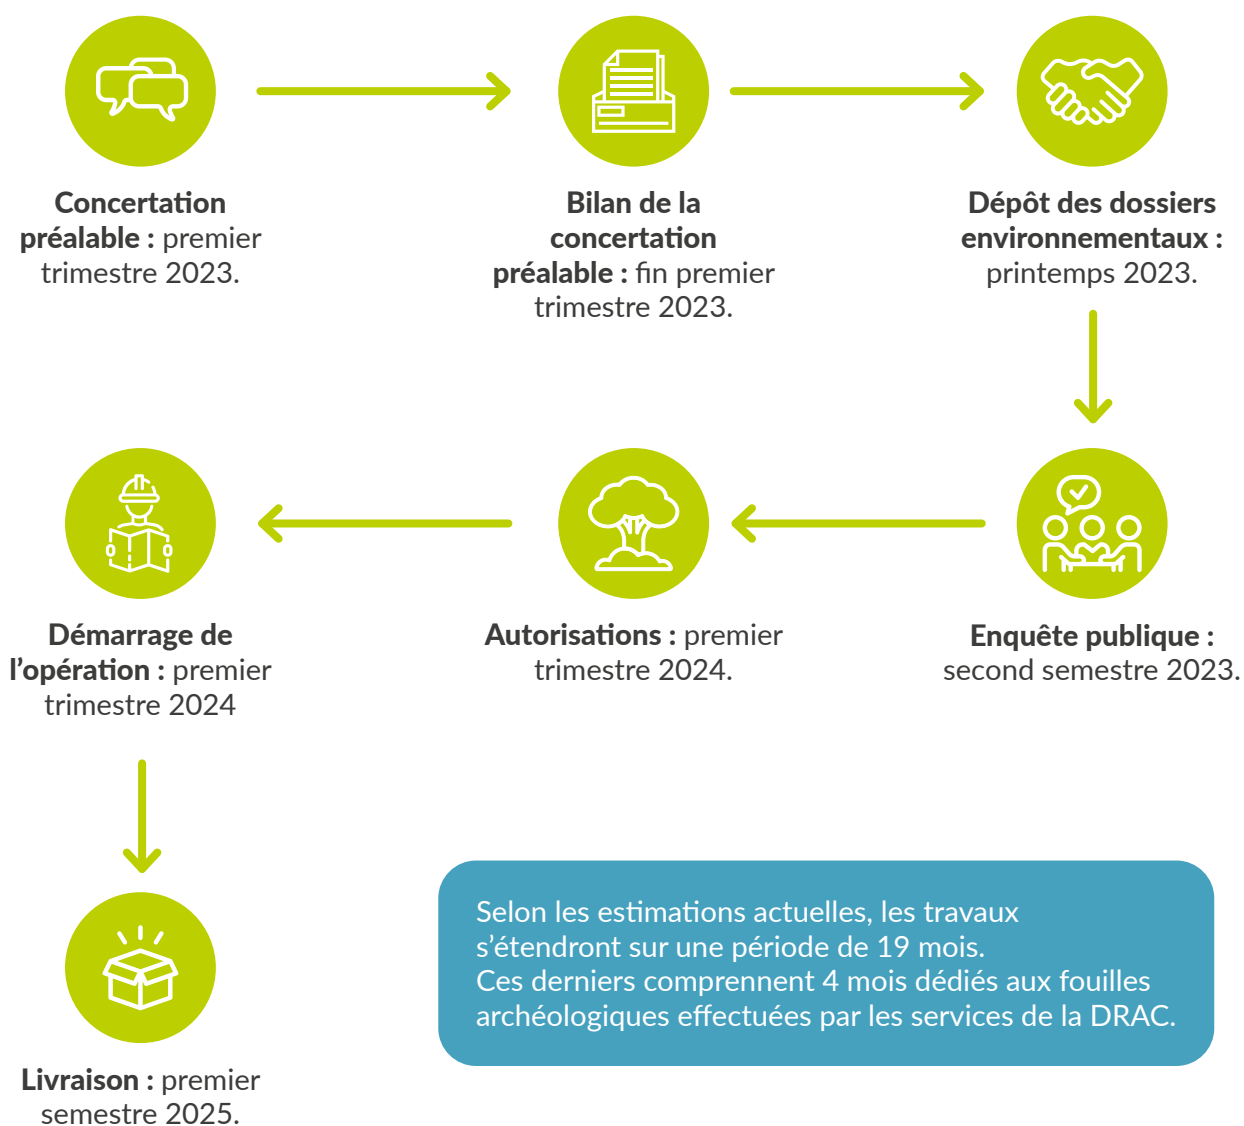 Concertation
préalable : premier
trimestre 2023.
Bilan de la
concertation
préalable : fin premier
trimestre 2023.
Dépôt des dossiers
environnementaux :
printemps 2023.
Enquête publique :
second semestre 2023.
Autorisations : premier
trimestre 2024.
Démarrage de
l’opération : premier
trimestre 2024
Livraison : premier
semestre 2025.
Selon les estimations actuelles, les travaux
s’étendront sur une période de 19 mois.
Ces derniers comprennent 4 mois dédiés aux fouilles
archéologiques effectuées par les services de la DRAC.